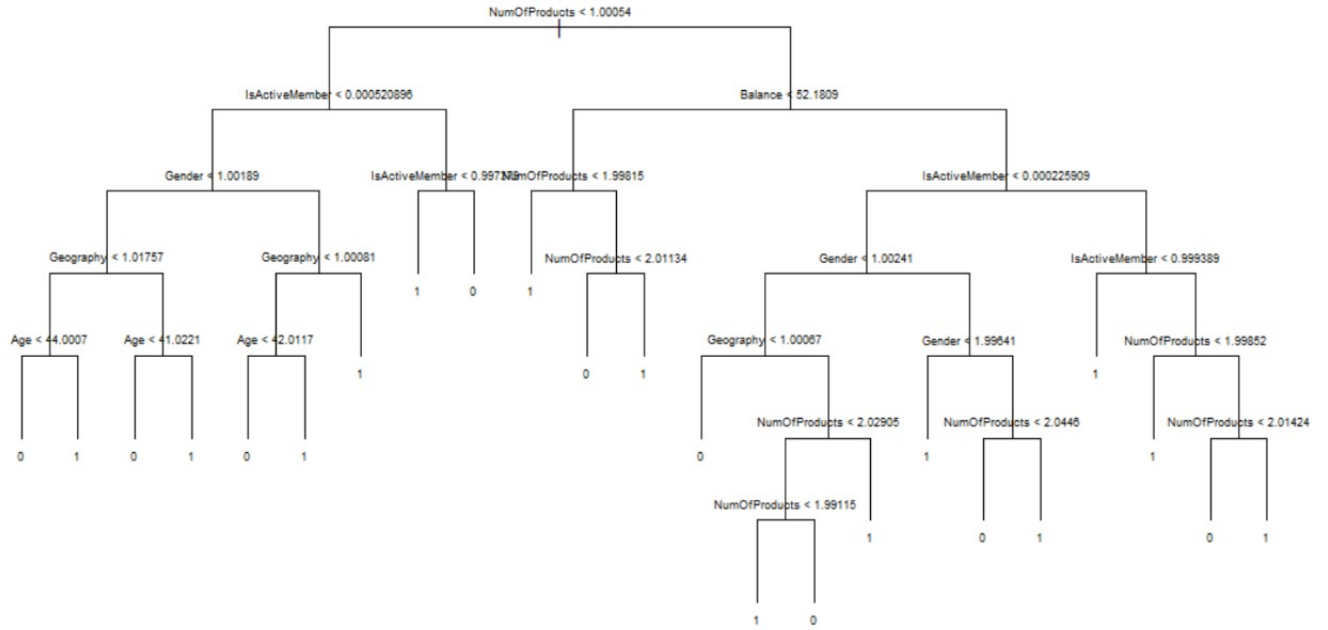 NumOfProducts < 1.00054
IsActiveMember < 0.000520896
Balance < 52.1809
Gender < 1.00189
IsActiveMember < 0.997379
NumOfProducts < 1.99815
IsActiveMember < 0.000225909
Geography < 1.01757
Geography < 1.00081
NumOfProducts < 2.01134
Gender < 1.00241
IsActiveMember < 0.999389
1
0
1
Age < 44.0007
Age < 41.0221
Age < 42.0117
Geography < 1.00067
Gender < 1.99641
NumOfProducts < 1.99852
1
0
1
1
NumOfProducts < 2.02905
NumOfProducts < 2.0446
NumOfProducts < 2.01424
0
1
0
1
0
1
0
1
1
NumOfProducts < 1.99115
1
0
1
0
1
1
0